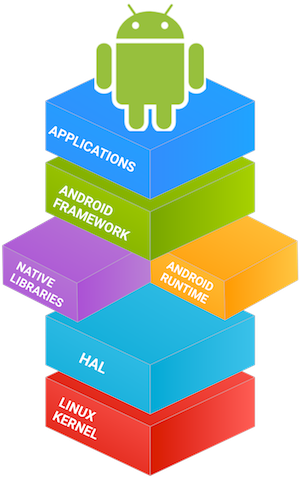 APPLICATIONS
ANDROID
FRAMEWORK
NATIVE
LIBRARIES
ANDROID
RUNTIME
HAL
LINUX
KERNEL